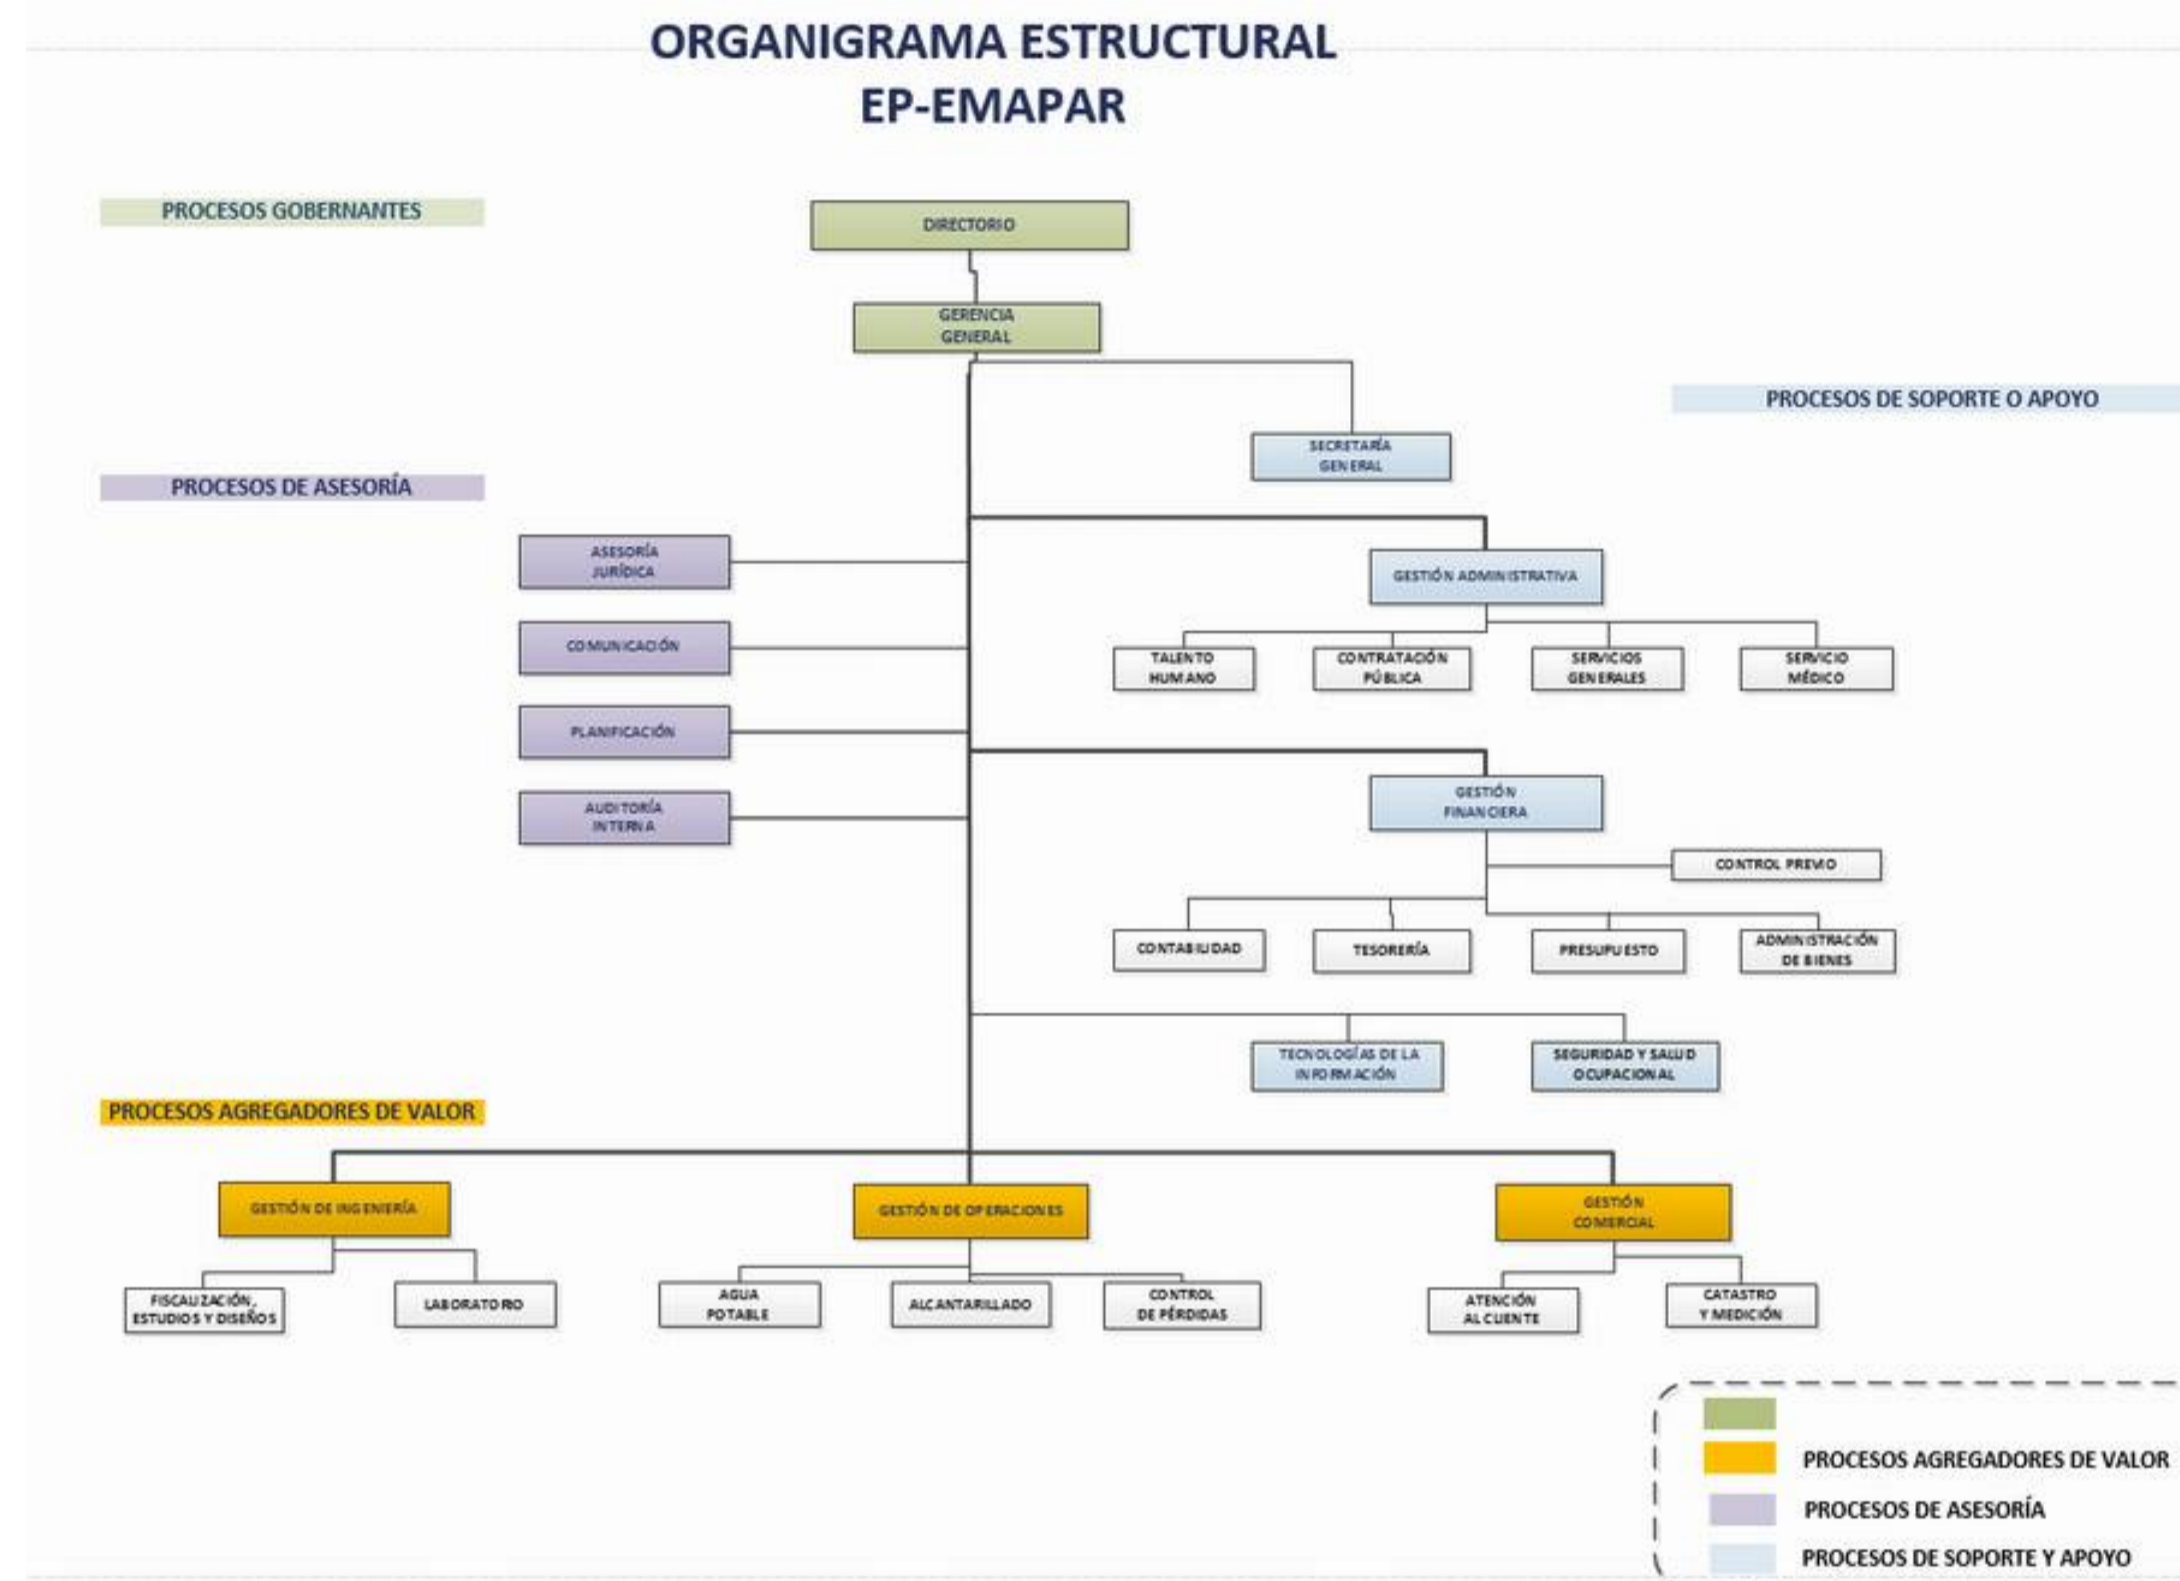 ORGANIGRAMA ESTRUCTURAL
EP-EMAPAR
PROCESOS GOBERNANTES
DIRECTORIO
GERENCIA
GENERAL
PROCESOS DE SOPORTE O APOYO
SECRETARÍA
GENERAL
PROCESOS DE ASESORÍA
ASESORÍA
JURÍDICA
COMUNICACIÓN
PLANIFICACIÓN
AUDITORÍA
INTERNA
GESTIÓN ADMINISTRATIVA
TALENTO
HUMANO
CONTRATACIÓN
PÚBLICA
SERVICIOS
GENERALES
SERVICIO
MÉDICO
GESTIÓN
FINANCIERA
CONTROL PREVIO
CONTABILIDAD
TESORERÍA
PRESUPUESTO
ADMINISTRACIÓN
DE BIENES
TECNOLOGÍAS DE LA
INFORMACIÓN
SEGURIDAD Y SALUD
OCUPACIONAL
PROCESOS AGREGADORES DE VALOR
GESTIÓN DE INGENIERÍA
GESTIÓN DE OPERACIONES
GESTIÓN
COMERCIAL
FISCALIZACIÓN,
ESTUDIOS Y DISEÑOS
LABORATORIO
AGUA
POTABLE
ALCANTARILLADO
CONTROL
DE PÉRDIDAS
ATENCIÓN
AL CLIENTE
CATASTRO
Y MEDICIÓN
PROCESOS AGREGADORES DE VALOR
PROCESOS DE ASESORÍA
PROCESOS DE SOPORTE Y APOYO